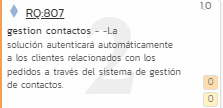 1,0
RQ:807
gestion contactos - -La
solución autenticará automáticamente
a los clientes relacionados con los
pedidos a través del sistema de gestión
de contactos.
2
0
0